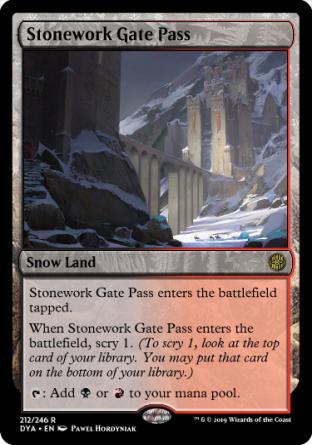 Stonework Gate Pass
Snow Land
Stonework Gate Pass enters the battlefield
tapped.
When Stonework Gate Pass enters the
battlefield, scry 1. (To scry 1, look at the top
card of your library. You may put that
card on the bottom of your library.)
: Add or to your mana pool.
212/246 R
DYA • EN PAWEL HORDYNIAK
™ & © 2019 Wizards of the Coast